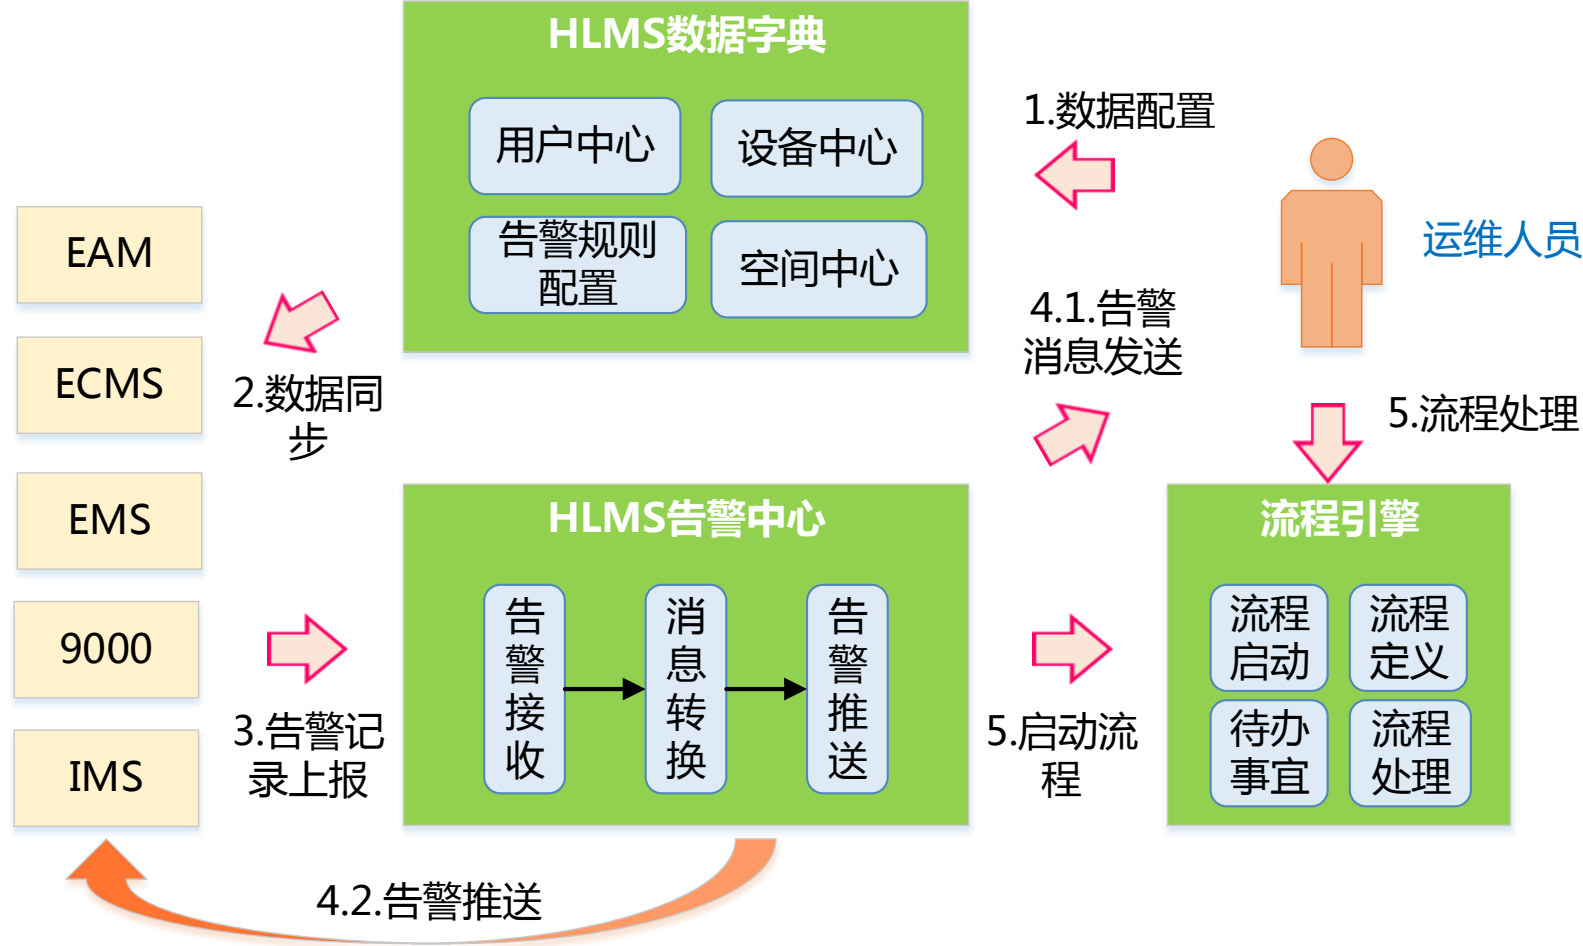 HLMS数据字典
用户中心
设备中心
告警规则
配置
空间中心
1.数据配置
运维人员
EAM
ECMS
EMS
9000
IMS
2.数据同
步
4.1.告警
消息发送
5.流程处理
HLMS告警中心
告
警
接
收
消
息
转
换
告
警
推
送
3.告警记
录上报
5.启动流
程
流程引擎
流程
启动
流程
定义
待办
事宜
流程
处理
4.2.告警推送